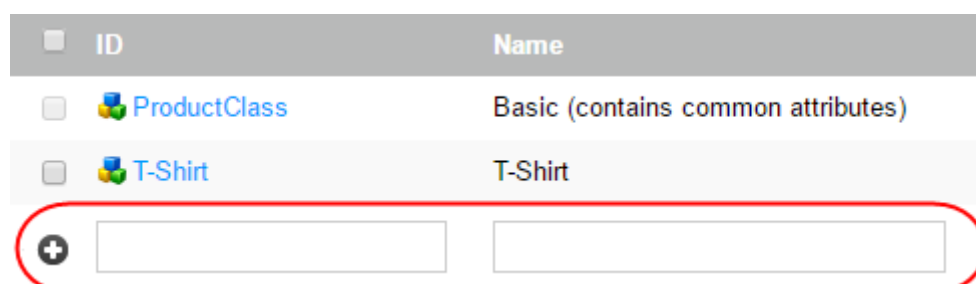 ID Name
ProductClass Basic (contains common attributes)
T-Shirt T-Shirt